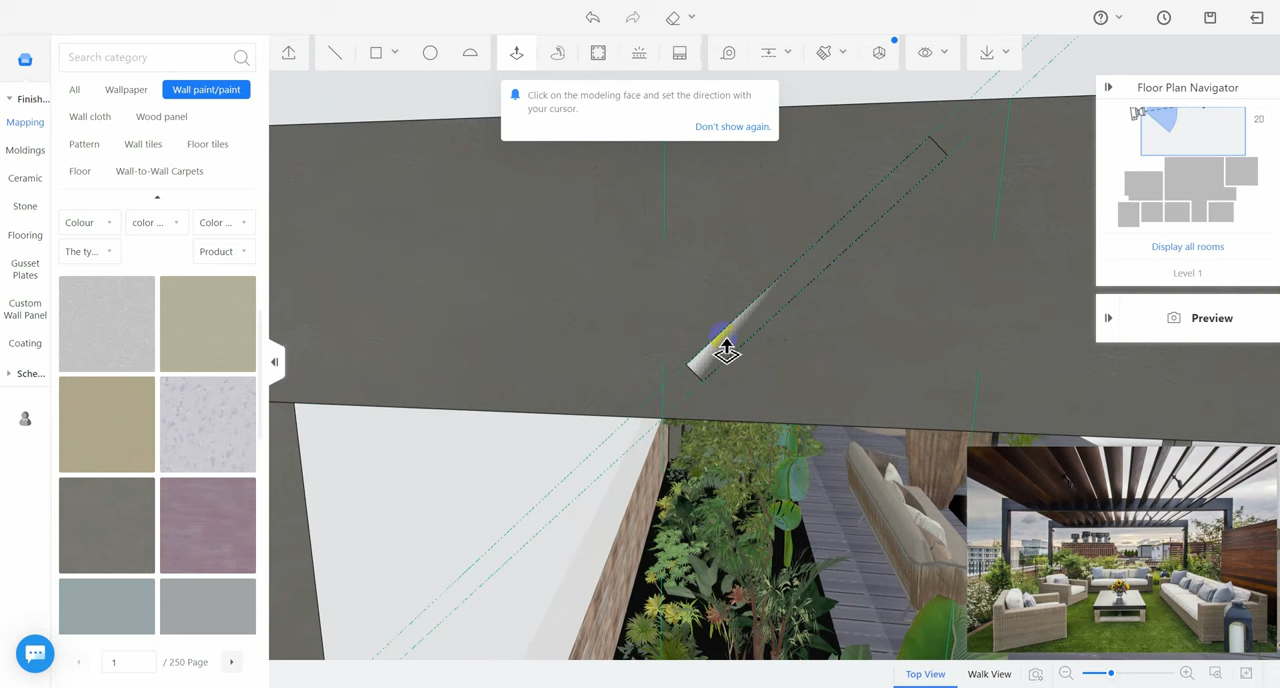 Search category
Finish...
All
Wallpaper
Wall paint/paint
Mapping
Wall cloth
Wood panel
Moldings
Pattern
Wall tiles
Floor tiles
Ceramic
Floor
Wall-to-Wall Carpets
Stone
Colour
color ...
Color ...
Flooring
The ty...
Product
Gusset
Plates
Custom
Wall Panel
Coating
Sche...
1
/ 250 Page
Click on the modeling face and set the direction with
your cursor.
Don't show again.
Floor Plan Navigator
20
Display all rooms
Level 1
Preview
Top View
Walk View